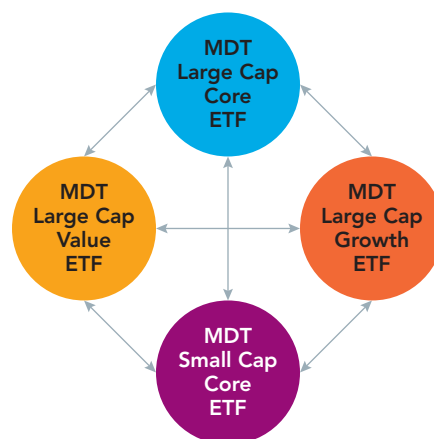 MDT
Large Cap
Core
ETF
MDT
Large Cap
Value
ETF
MDT
Large Cap
Growth
ETF
MDT
Small Cap
Core
ETF